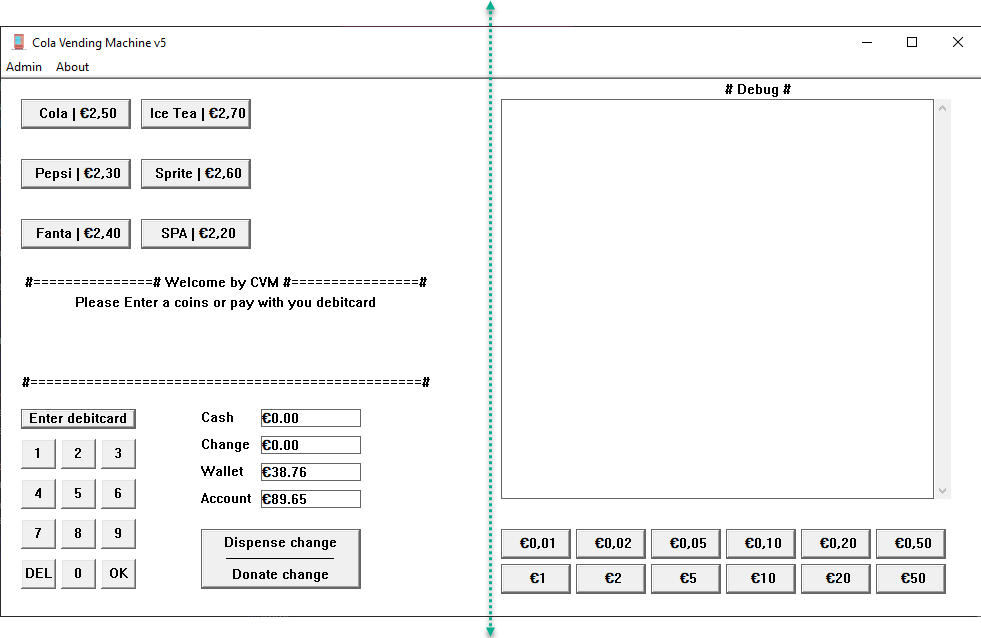 Cola Vending Machine v5
Admin About
# Debug #
Cola | €2,50 Ice Tea | €2,70
Pepsi | €2,30 Sprite | €2,60
Fanta | €2,40 SPA | €2,20
#===============# Welcome by CVM #================#
Please Enter a coins or pay with you debitcard
#=================================================#
Enter debitcard
1 2 3
4 5 6
7 8 9
DEL 0 OK
Cash €0.00
Change €0.00
Wallet €38.76
Account €89.65
Dispense change
Donate change
€0,01 €0,02 €0,05 €0,10 €0,20 €0,50
€1 €2 €5 €10 €20 €50